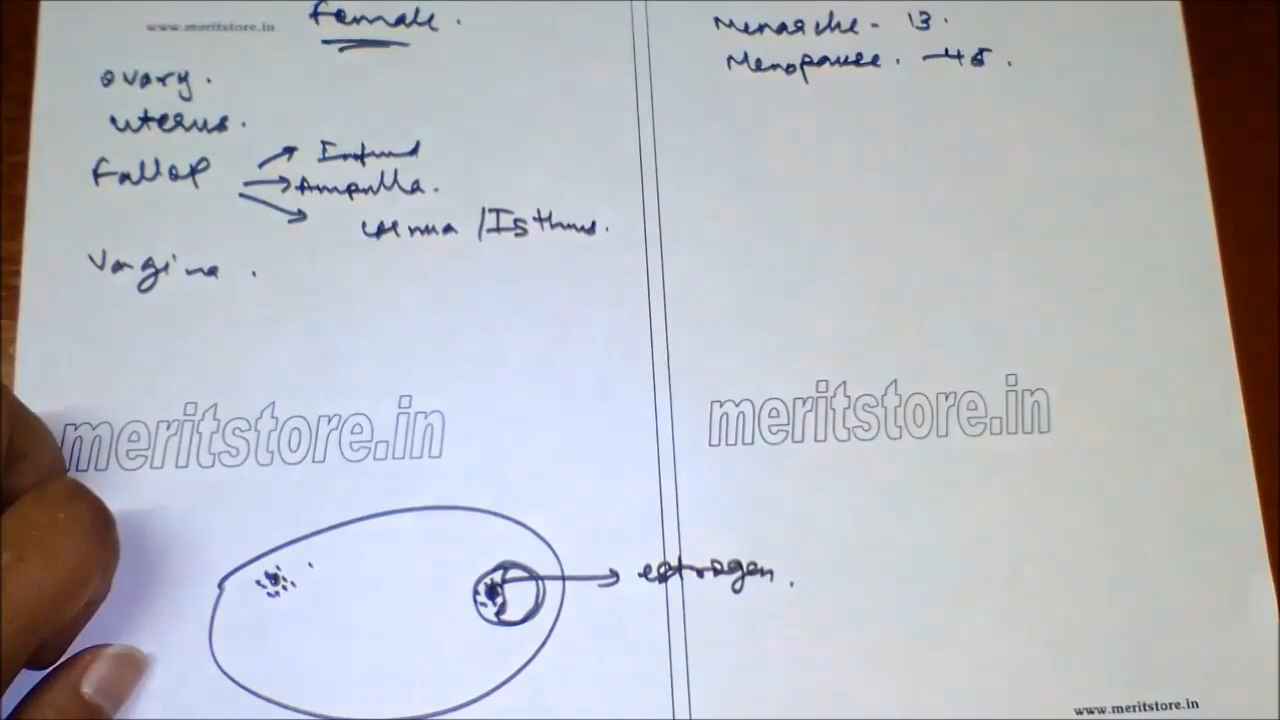 www.meritstore.in
Female.
ovary.
uterus.
Fallop
Infund
Ampulla.
/Isthmus.
Vagina.
Menarche - 13.
Menopause. - 45.
meritstore.in
meritstore.in
estrogen.
www.meritstore.in